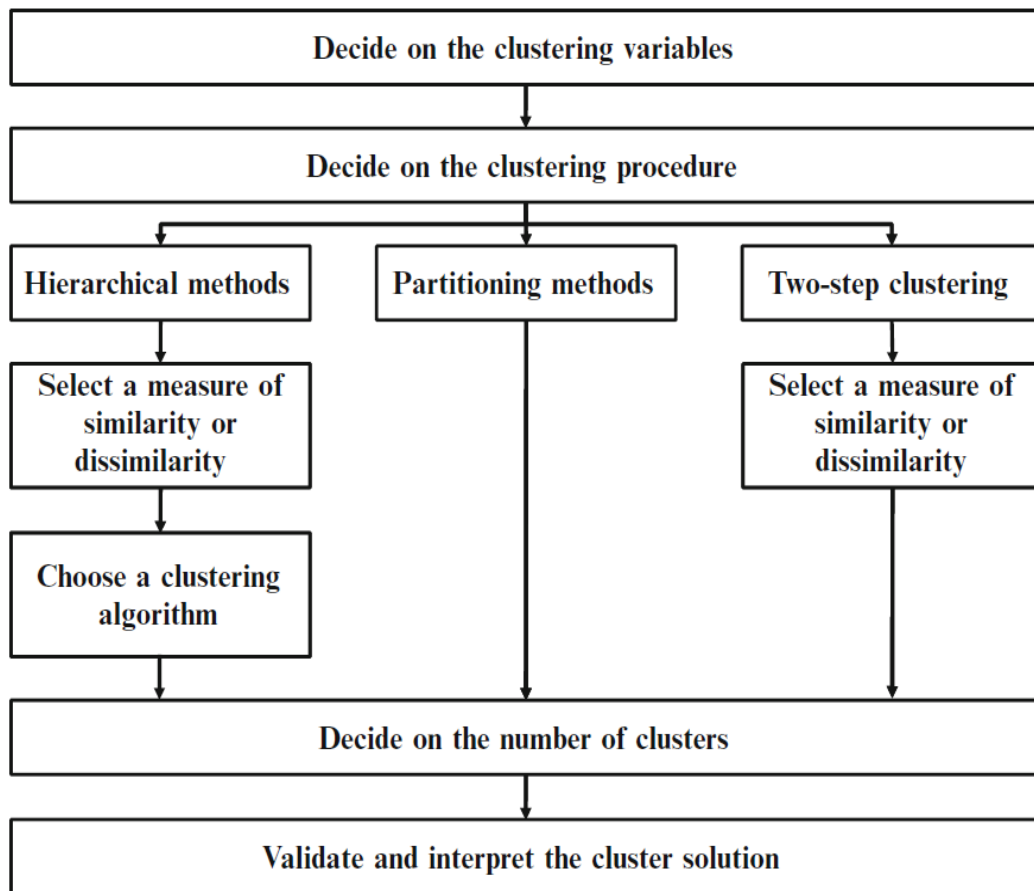 Decide on the clustering variables
Decide on the clustering procedure
Hierarchical methods
Partitioning methods
Two-step clustering
Select a measure of
similarity or
dissimilarity
Select a measure of
similarity or
dissimilarity
Choose a clustering
algorithm
Decide on the number of clusters
Validate and interpret the cluster solution